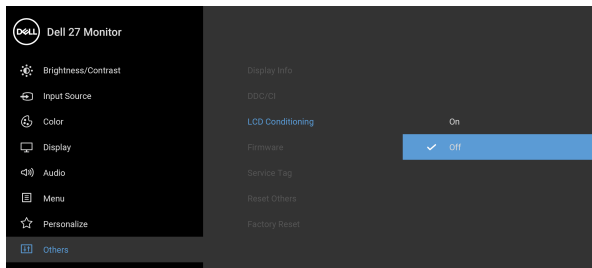 DELL Dell 27 Monitor
Brightness/Contrast Display Info
Input Source DDC/CI
Color LCD Conditioning On
Display Firmware Off
Audio Service Tag
Menu Reset Others
Personalize Factory Reset
Others